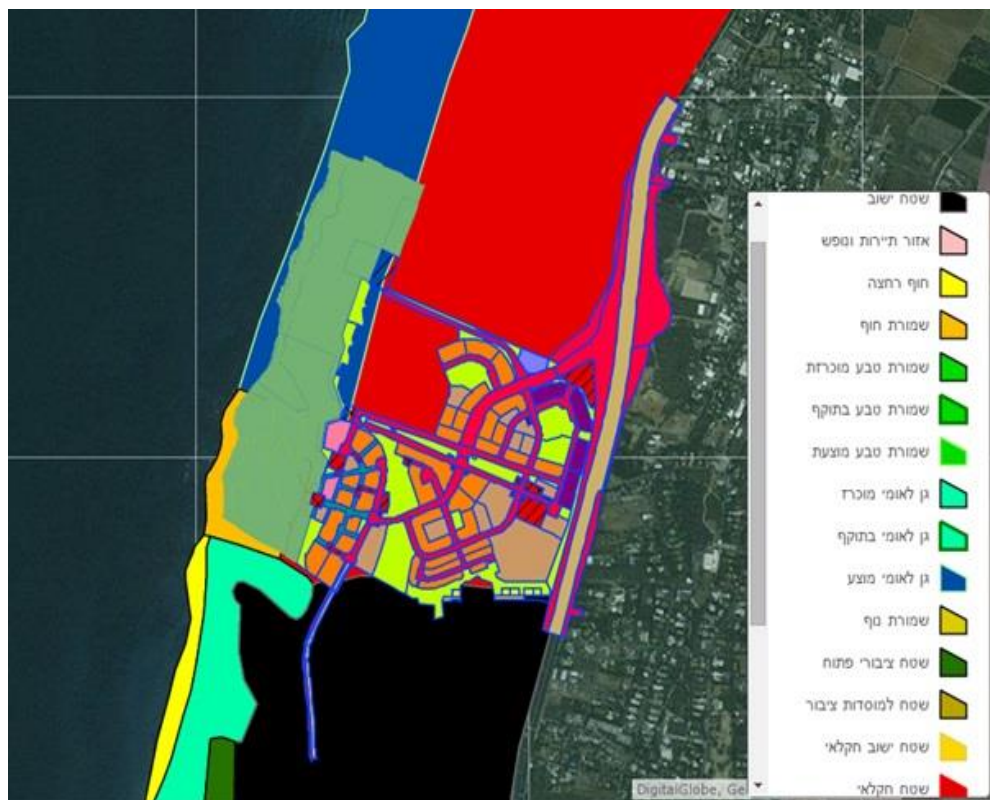 שטח ישוב
אזור תיירות ונופש
חוף רחצה
שמורת חוף
שמורת טבע מוכרזת
שמורת טבע בתוקף
שמורת טבע מוצעת
גן לאומי מוכרז
גן לאומי בתוקף
גן לאומי מוצע
שמורת נוף
שטח ציבורי פתוח
שטח למוסדות ציבור
שטח ישוב חקלאי
שטח חקלאי
DigitalGlobe, Ge